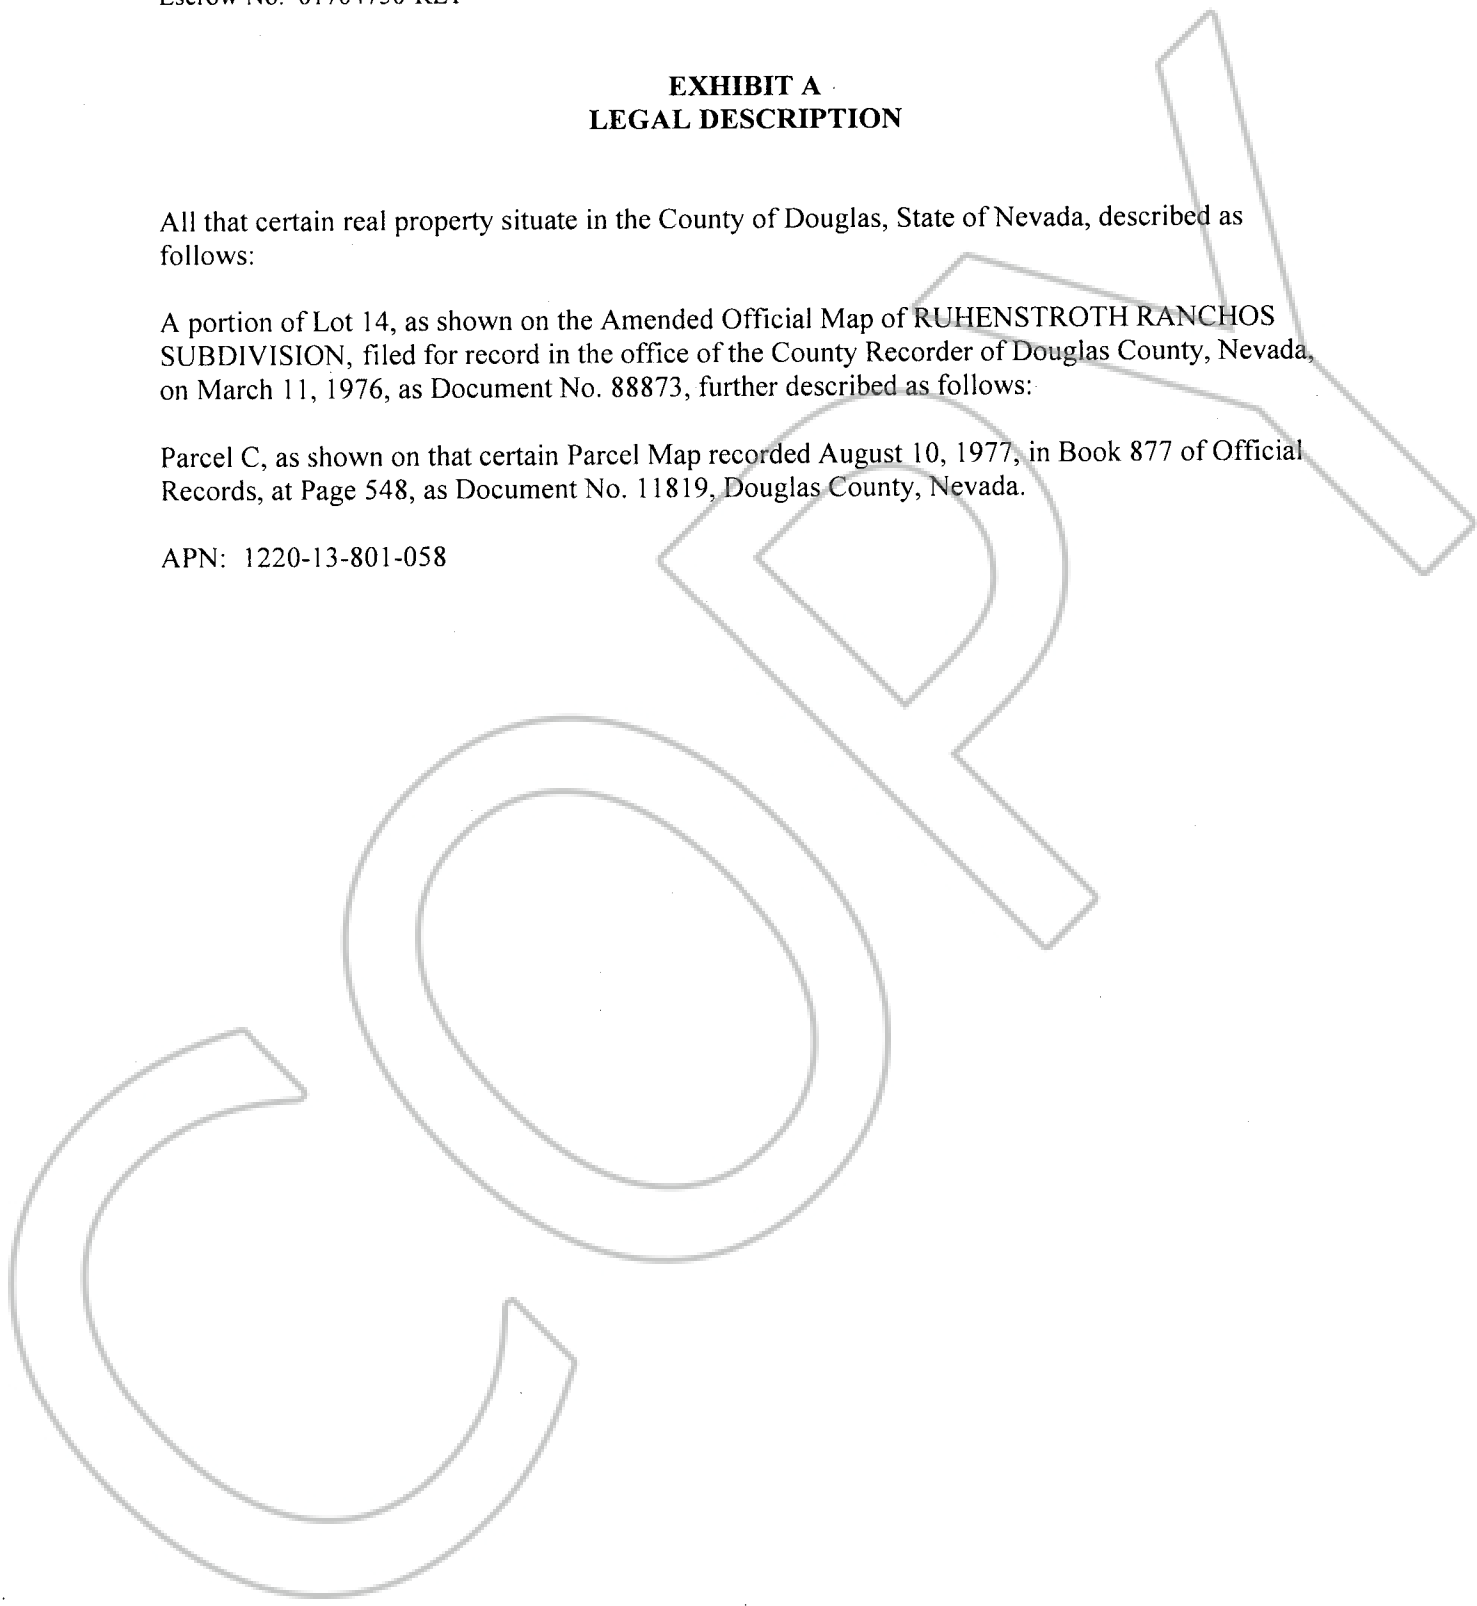 EXHIBIT A
LEGAL DESCRIPTION
All that certain real property situate in the County of Douglas, State of Nevada, described as
follows:
A portion of Lot 14, as shown on the Amended Official Map of RUHENSTROTH RANCHOS
SUBDIVISION, filed for record in the office of the County Recorder of Douglas County, Nevada,
on March 11, 1976, as Document No. 88873, further described as follows:
Parcel C, as shown on that certain Parcel Map recorded August 10, 1977, in Book 877 of Official
Records, at Page 548, as Document No. 11819, Douglas County, Nevada.
APN: 1220-13-801-058
COPY